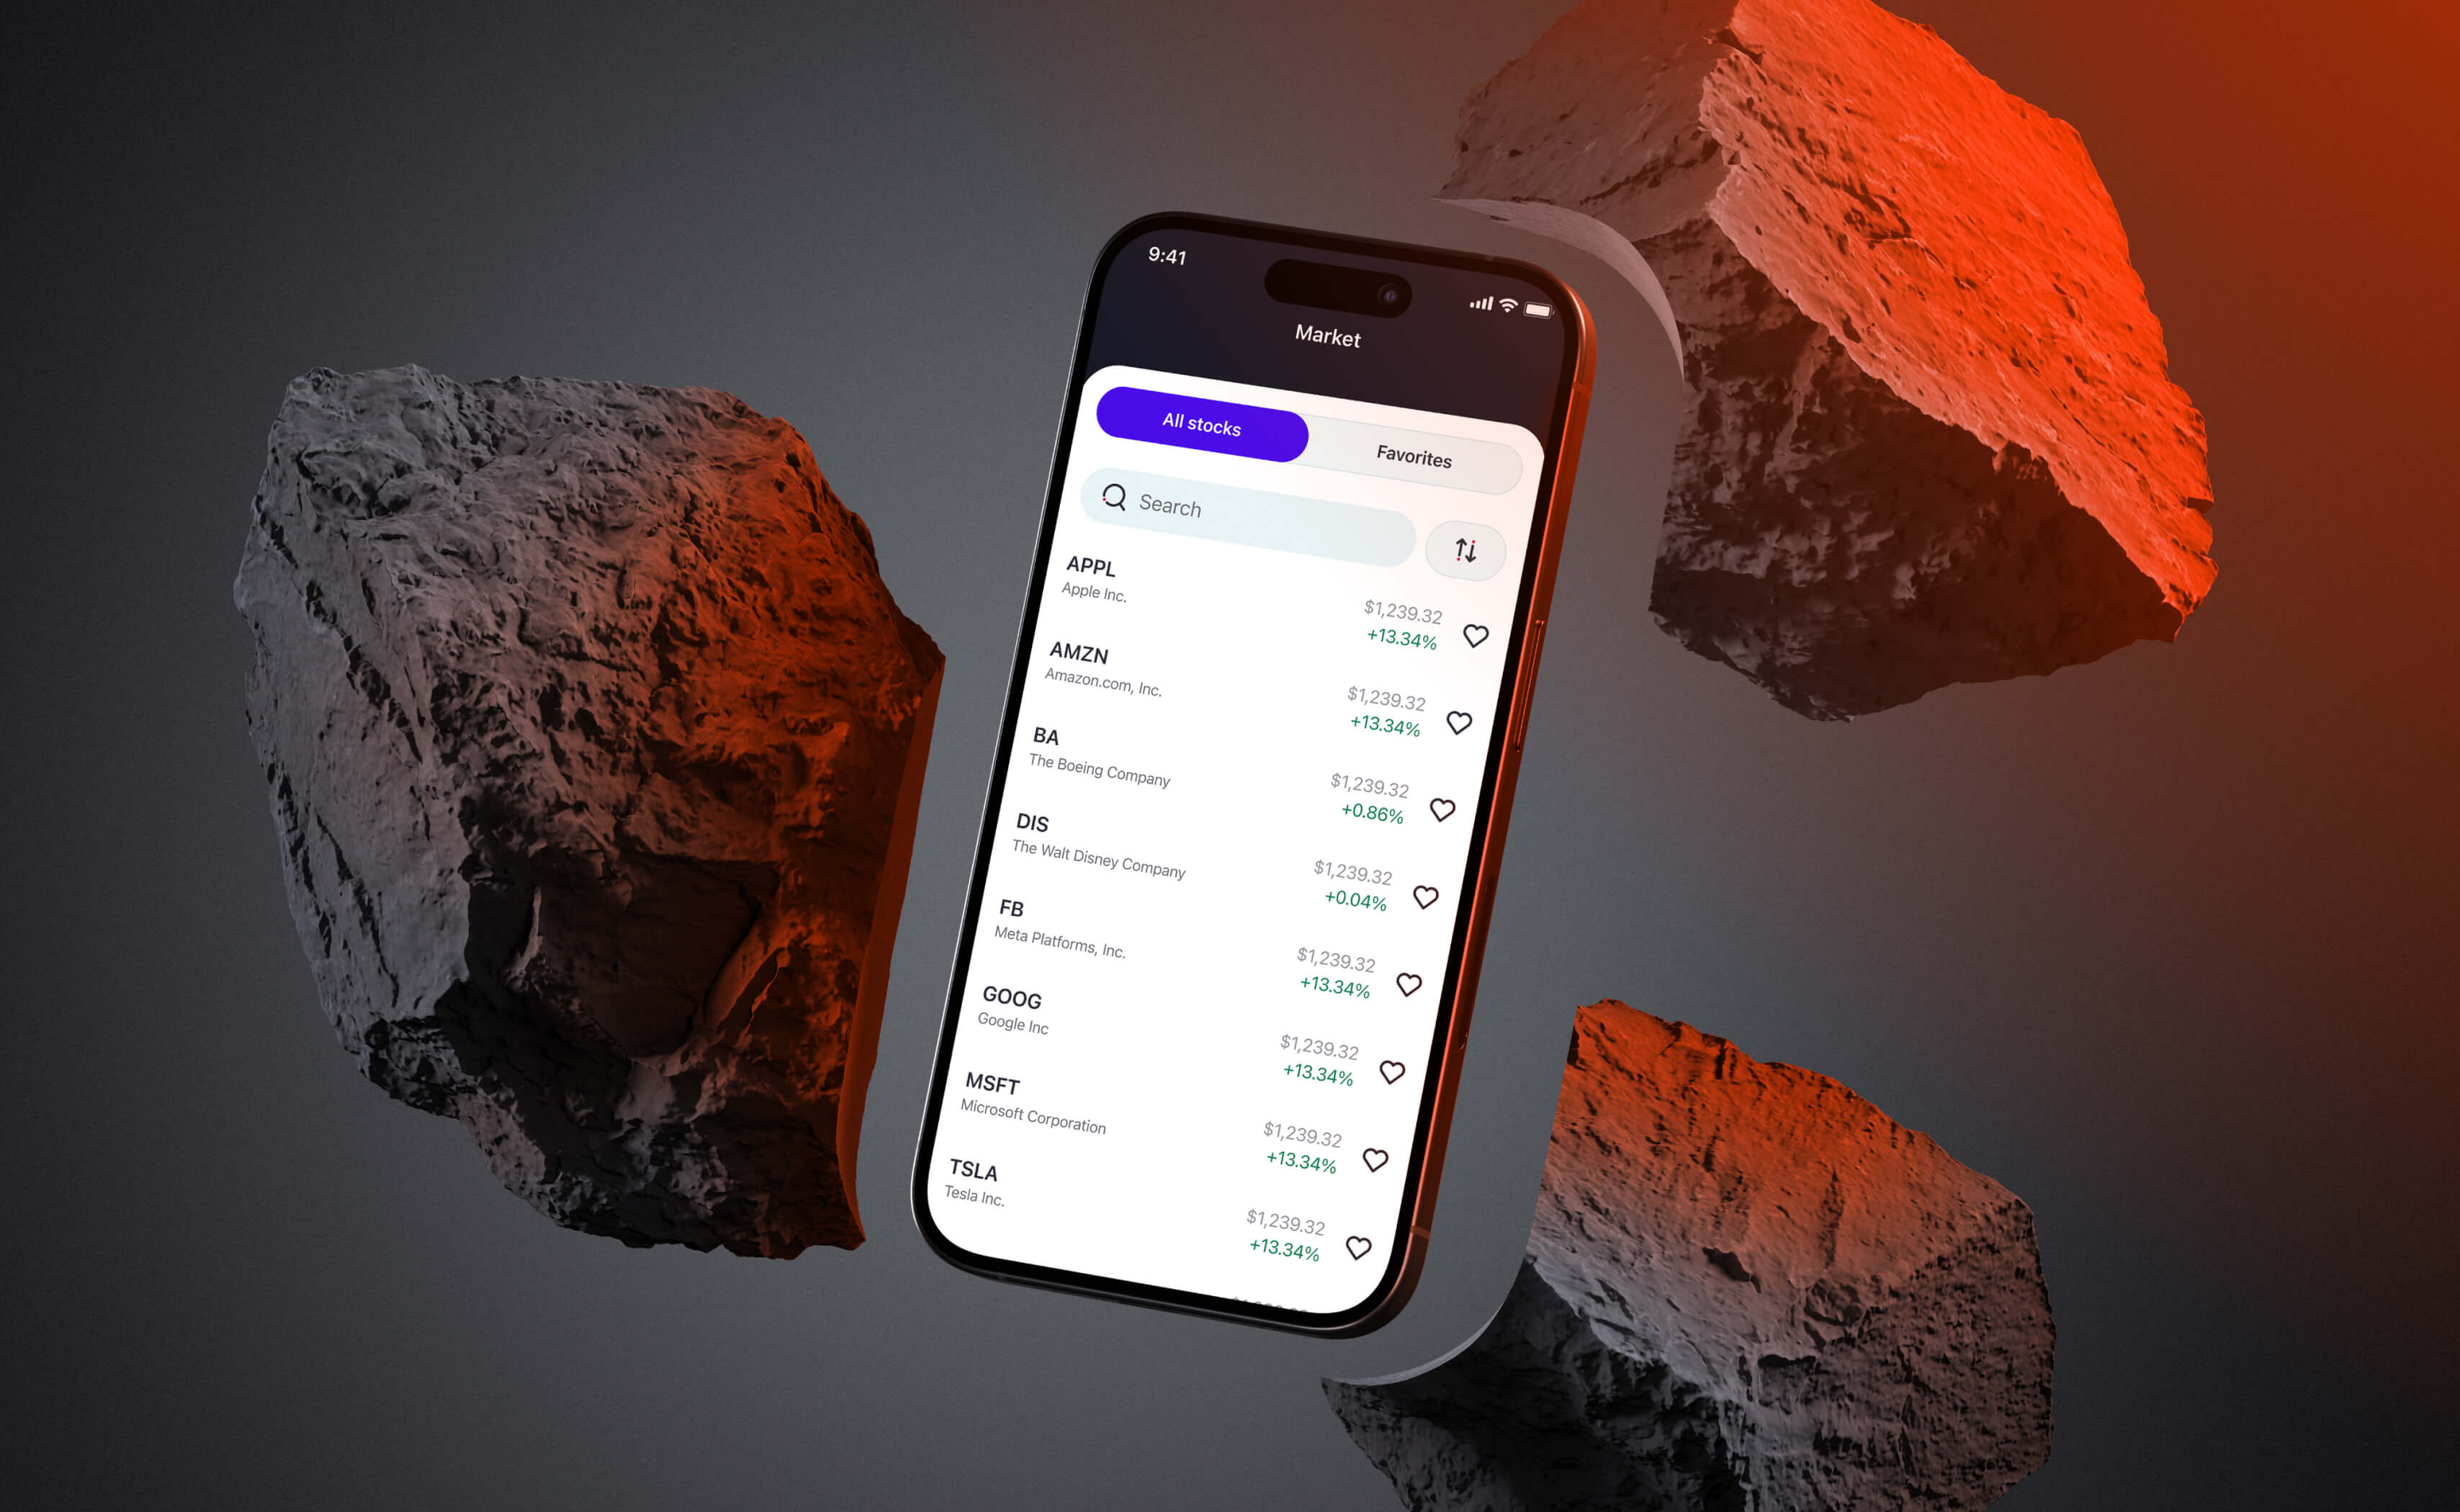 9:41
Market
All stocks
Favorites
Search
APPL
Apple Inc.
$1,239.32
+13.34%
AMZN
Amazon.com, Inc.
$1,239.32
+13.34%
BA
The Boeing Company
$1,239.32
+0.86%
DIS
The Walt Disney Company
$1,239.32
+0.04%
FB
Meta Platforms, Inc.
$1,239.32
+13.34%
GOOG
Google Inc
$1,239.32
+13.34%
MSFT
Microsoft Corporation
$1,239.32
+13.34%
TSLA
Tesla Inc.
$1,239.32
+13.34%